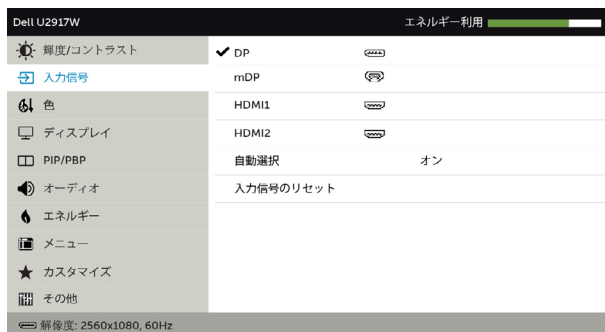 Dell U2917W
エネルギー利用
輝度/コントラスト
入力信号
色
ディスプレイ
PIP/PBP
オーディオ
エネルギー
メニュー
カスタマイズ
その他
DP
mDP
HDMI1
HDMI2
自動選択 オン
入力信号のリセット
解像度: 2560x1080, 60Hz